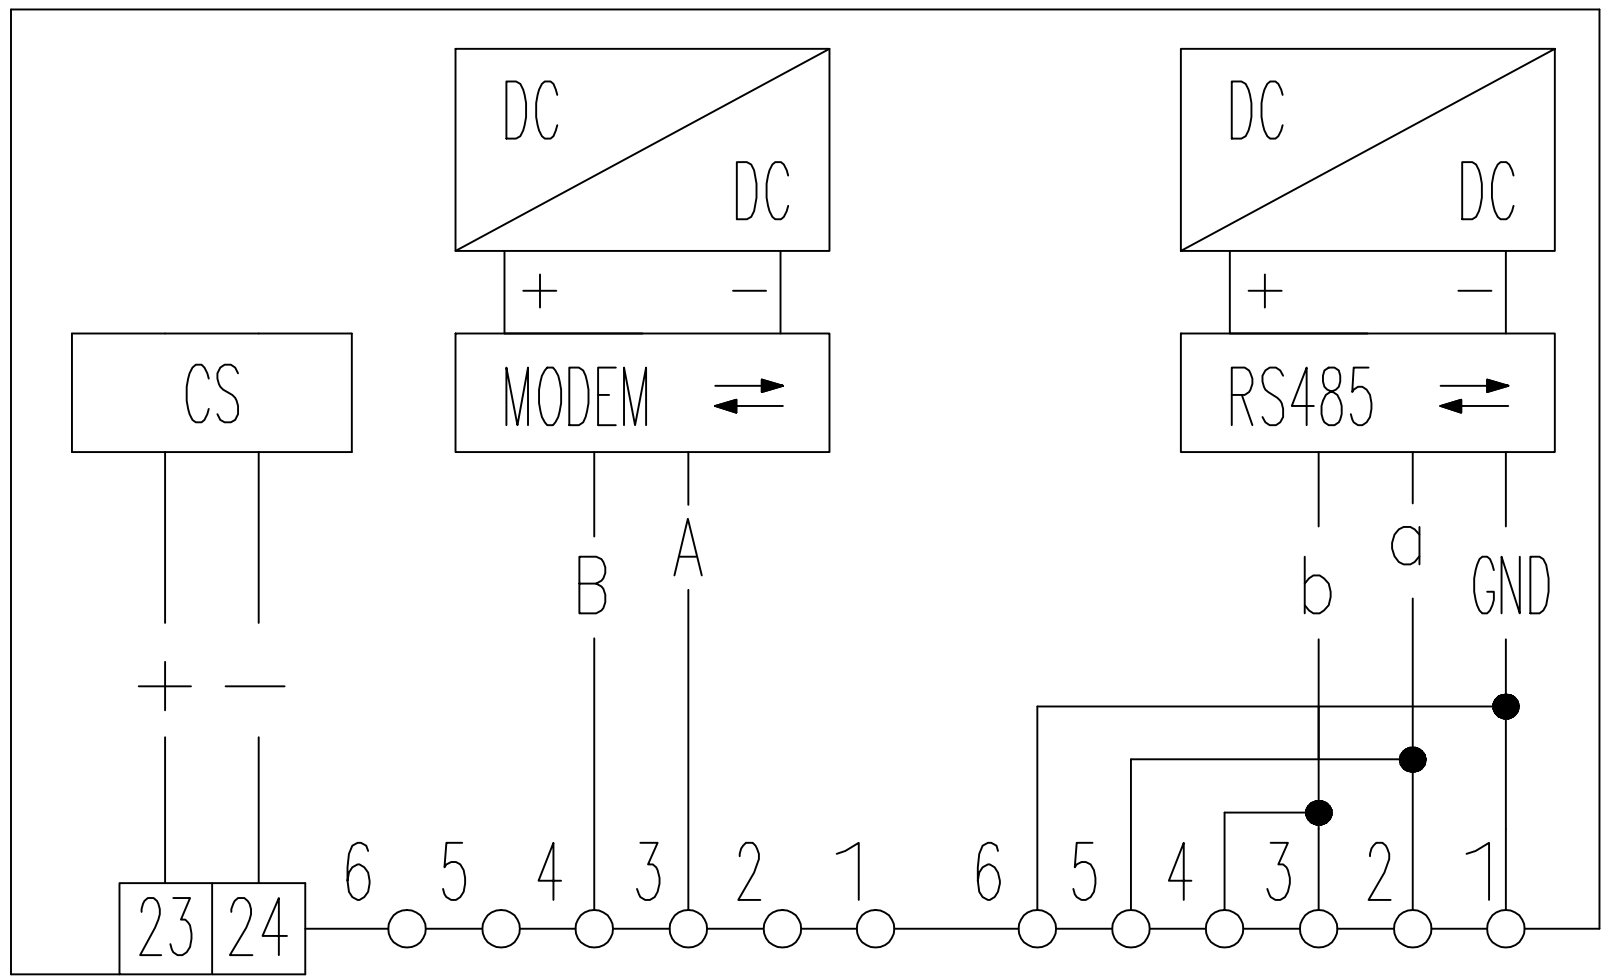 DC
DC
DC
DC
+ −
+ −
CS
MODEM
RS485
B
A
b
a
GND
+ −
6 5 4 3 2 1
6 5 4 3 2 1
23 24